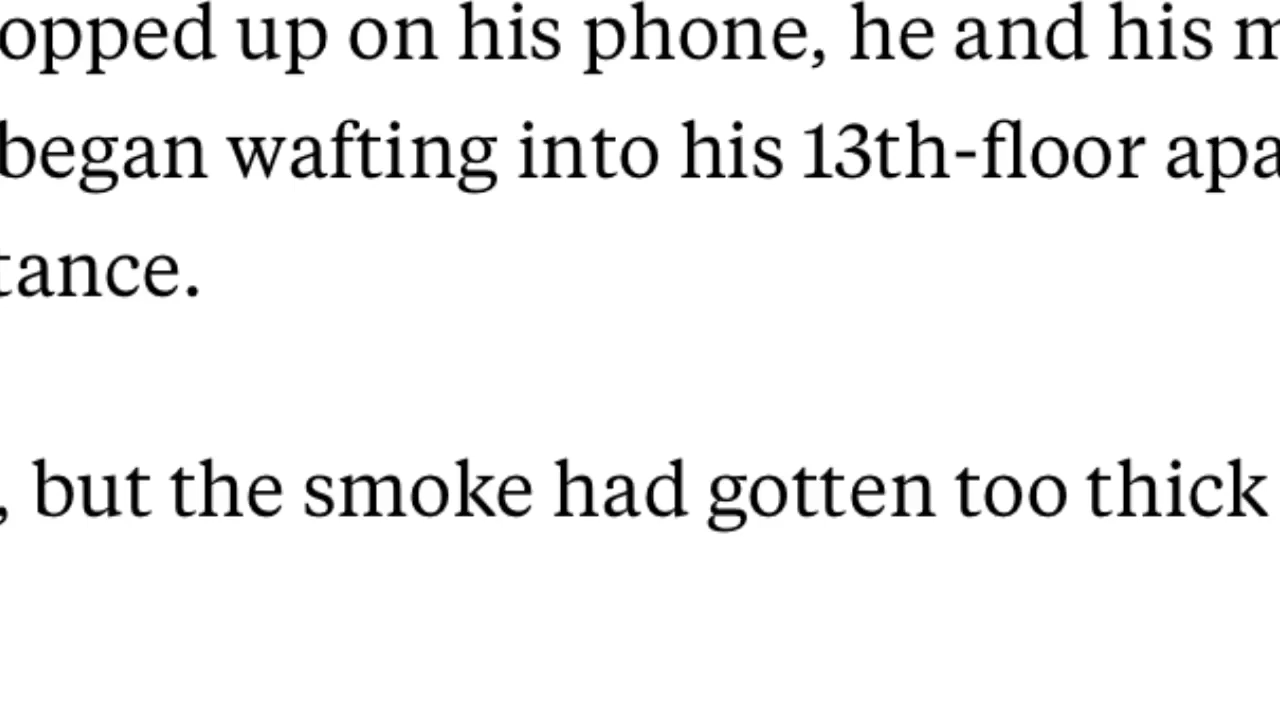 opped up on his phone, he and his m
began wafting into his 13th-floor apa
tance.
, but the smoke had gotten too thick